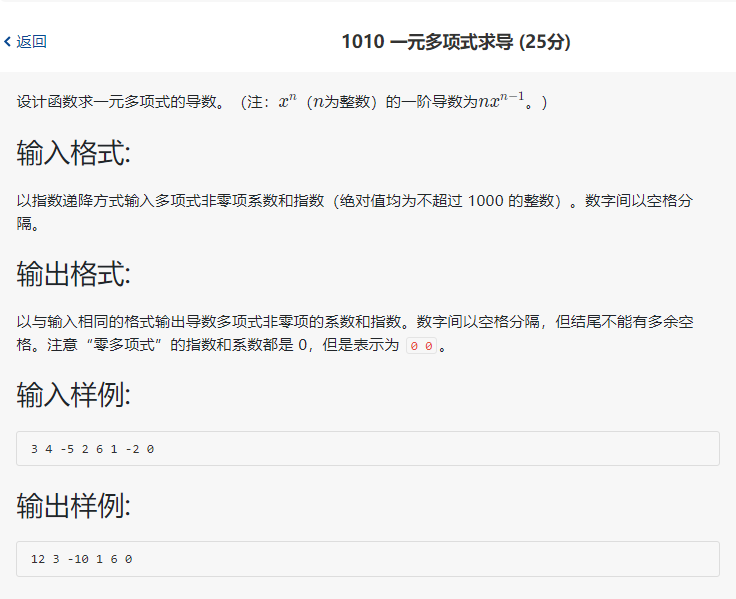 返回
1010 一元多项式求导 (25分)
设计函数求一元多项式的导数。（注：xⁿ（n为整数）的一阶导数为nxⁿ⁻¹。）
输入格式:
以指数递降方式输入多项式非零项系数和指数（绝对值均为不超过 1000 的整数）。数字间以空格分
隔。
输出格式:
以与输入相同的格式输出导数多项式非零项的系数和指数。数字间以空格分隔，但结尾不能有多余空
格。注意“零多项式”的指数和系数都是 0，但是表示为 0 0。
输入样例:
3 4 -5 2 6 1 -2 0
输出样例:
12 3 -10 1 6 0